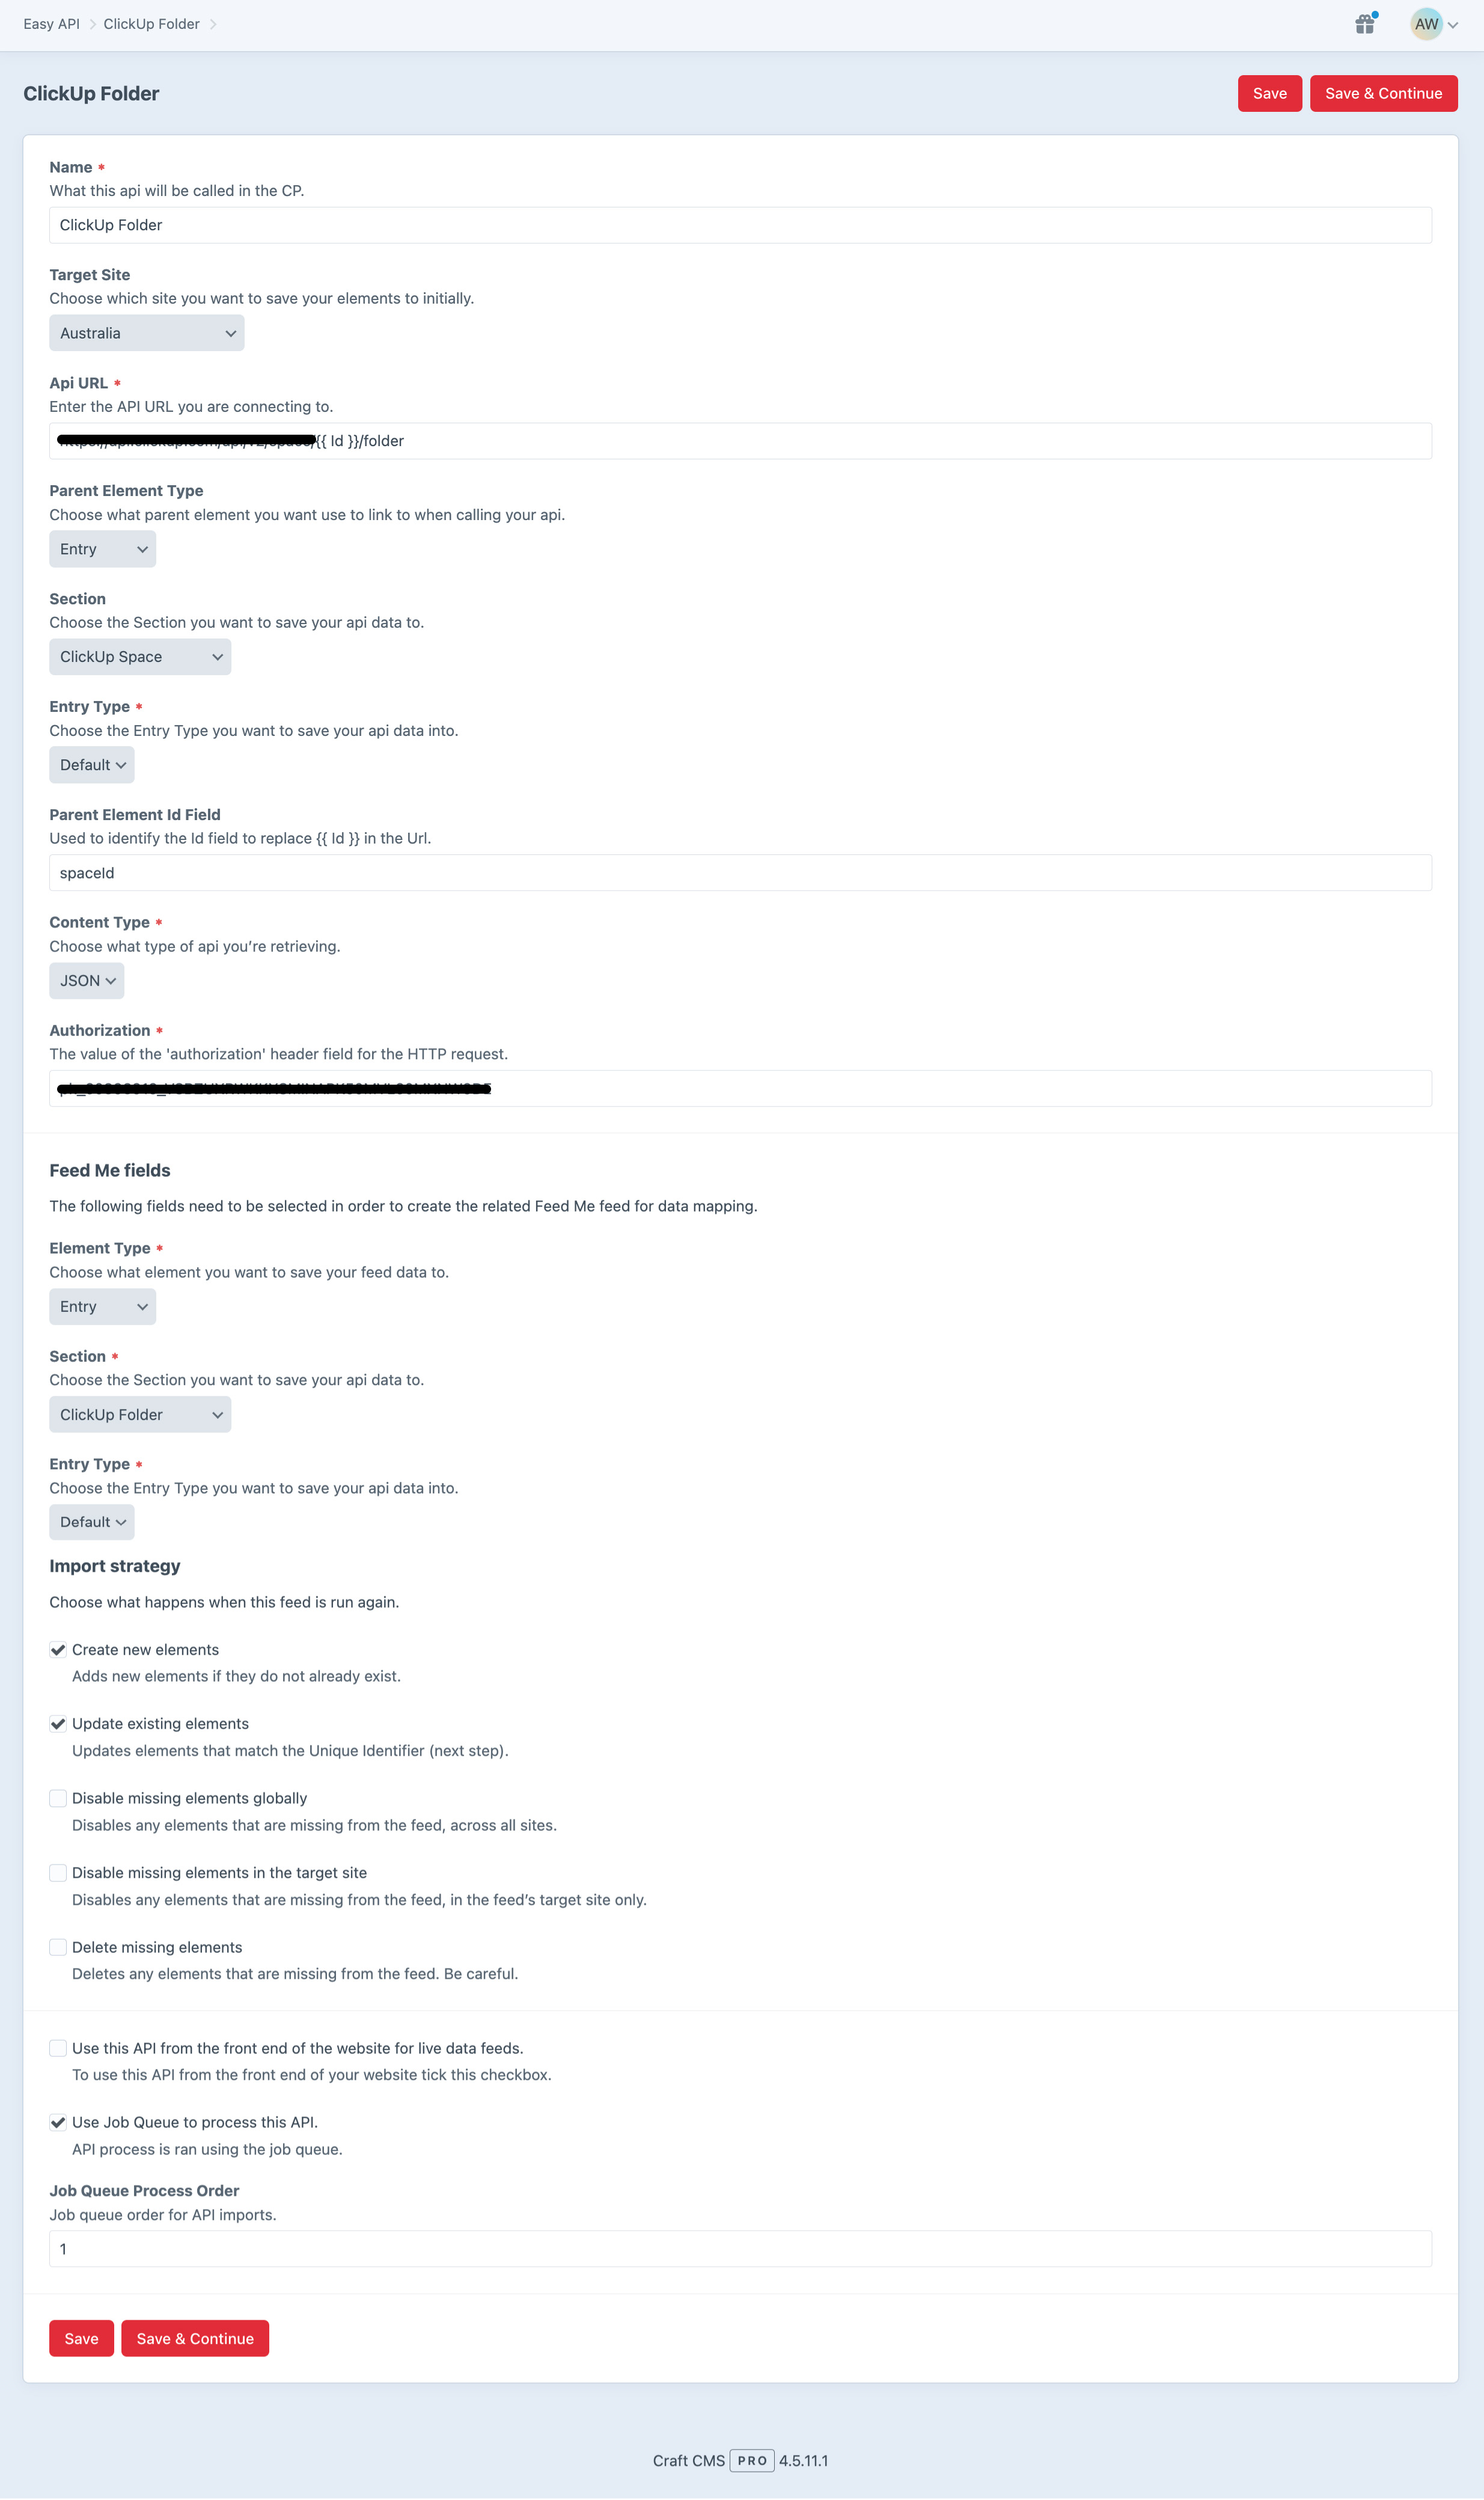 Easy API
ClickUp Folder
AW
ClickUp Folder
Save
Save & Continue
Name *
What this api will be called in the CP.
ClickUp Folder
Target Site
Choose which site you want to save your elements to initially.
Australia
Api URL *
Enter the API URL you are connecting to.
{{ Id }}/folder
Parent Element Type
Choose what parent element you want use to link to when calling your api.
Entry
Section
Choose the Section you want to save your api data to.
ClickUp Space
Entry Type *
Choose the Entry Type you want to save your api data into.
Default
Parent Element Id Field
Used to identify the Id field to replace {{ Id }} in the Url.
spaceId
Content Type *
Choose what type of api you're retrieving.
JSON
Authorization *
The value of the 'authorization' header field for the HTTP request.
Feed Me fields
The following fields need to be selected in order to create the related Feed Me feed for data mapping.
Element Type *
Choose what element you want to save your feed data to.
Entry
Section *
Choose the Section you want to save your api data to.
ClickUp Folder
Entry Type *
Choose the Entry Type you want to save your api data into.
Default
Import strategy
Choose what happens when this feed is run again.
Create new elements
Adds new elements if they do not already exist.
Update existing elements
Updates elements that match the Unique Identifier (next step).
Disable missing elements globally
Disables any elements that are missing from the feed, across all sites.
Disable missing elements in the target site
Disables any elements that are missing from the feed, in the feed's target site only.
Delete missing elements
Deletes any elements that are missing from the feed. Be careful.
Use this API from the front end of the website for live data feeds.
To use this API from the front end of your website tick this checkbox.
Use Job Queue to process this API.
API process is ran using the job queue.
Job Queue Process Order
Job queue order for API imports.
1
Save
Save & Continue
Craft CMS PRO 4.5.11.1